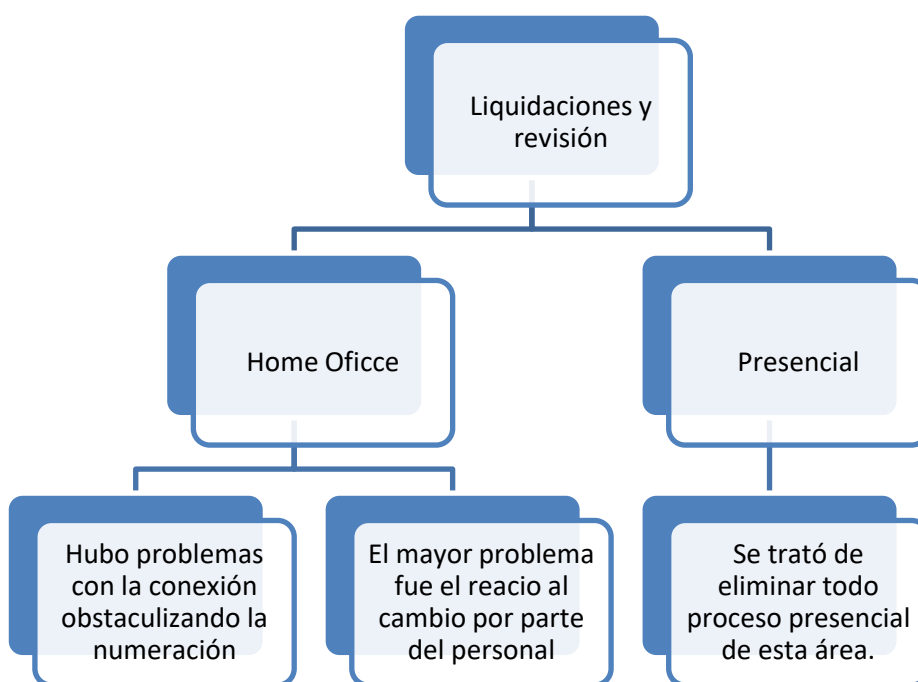 Liquidaciones y
revisión
Home Oficce
Presencial
Hubo problemas
con la conexión
obstaculizando la
numeración
El mayor problema
fue el reacio al
cambio por parte
del personal
Se trató de
eliminar todo
proceso presencial
de esta área.